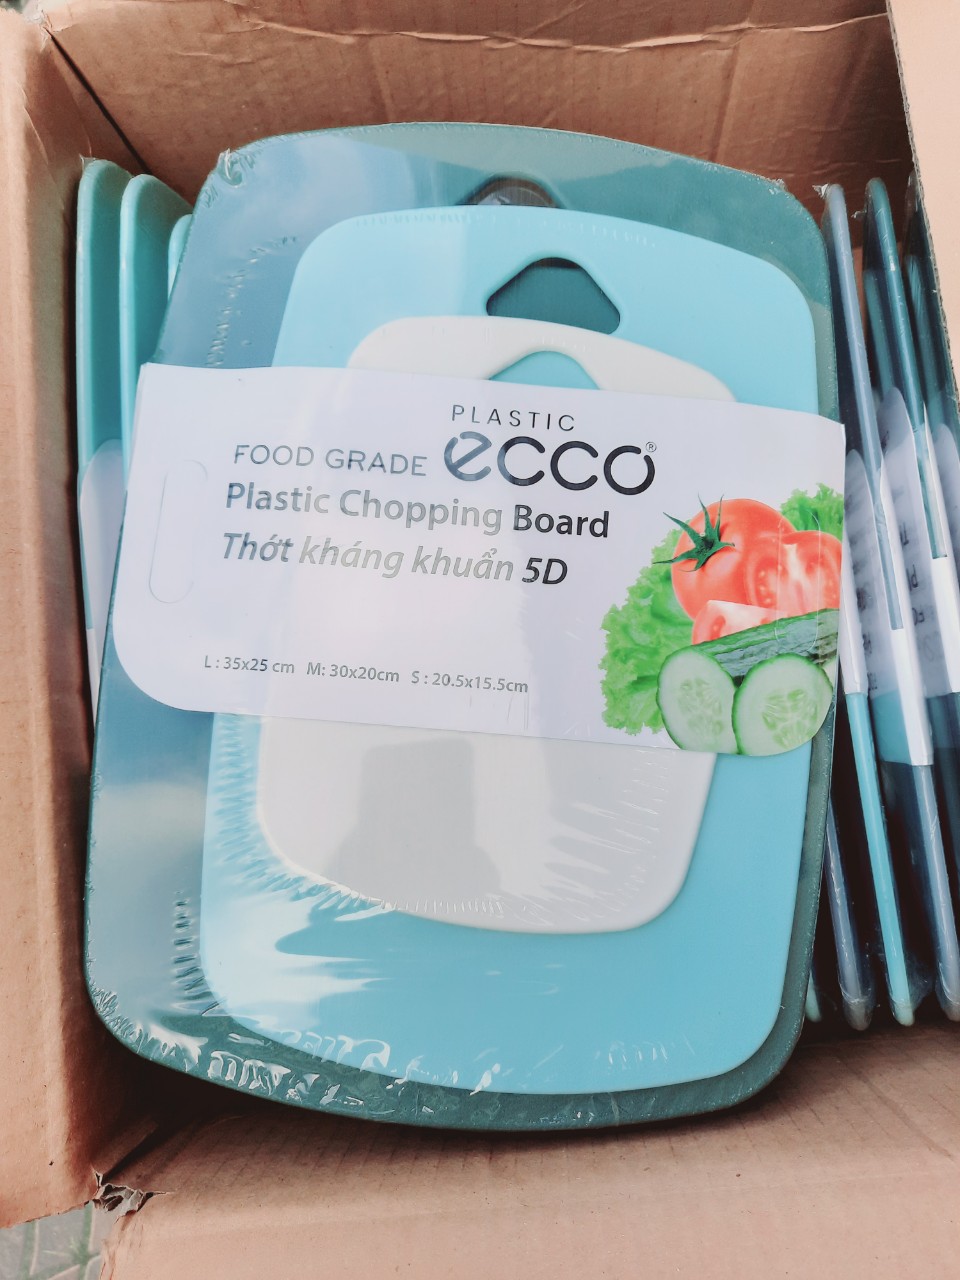 PLASTIC
FOOD GRADE ecco®
Plastic Chopping Board
Thớt kháng khuẩn 5D
L : 35x25 cm M: 30x20cm S : 20.5x15.5cm